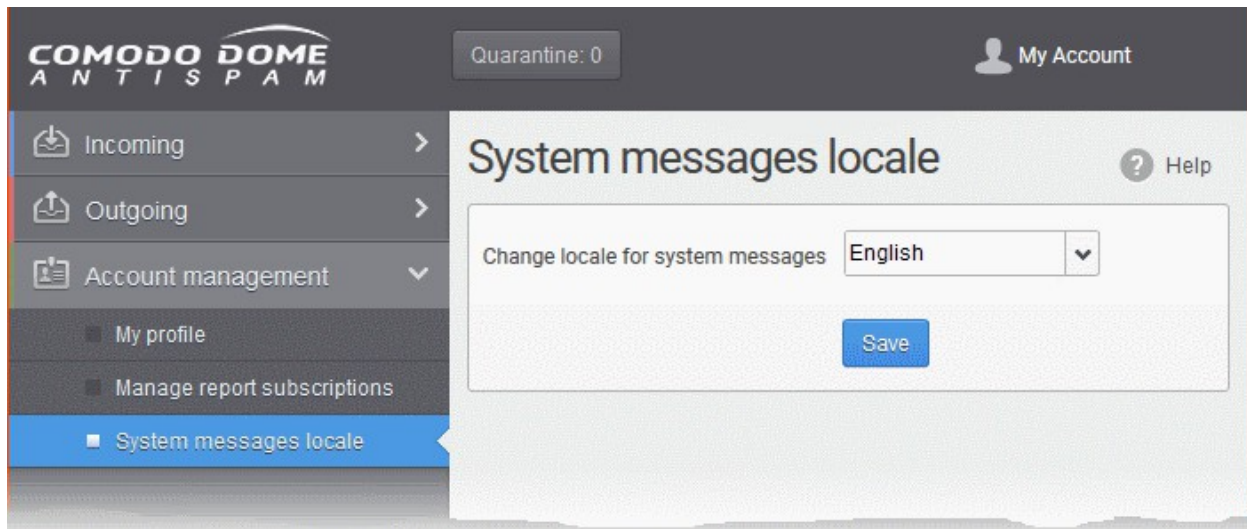 COMODO DOME
ANTISPAM
Quarantine: 0
My Account
Incoming
Outgoing
Account management
My profile
Manage report subscriptions
System messages locale
System messages locale
? Help
Change locale for system messages
English
Save